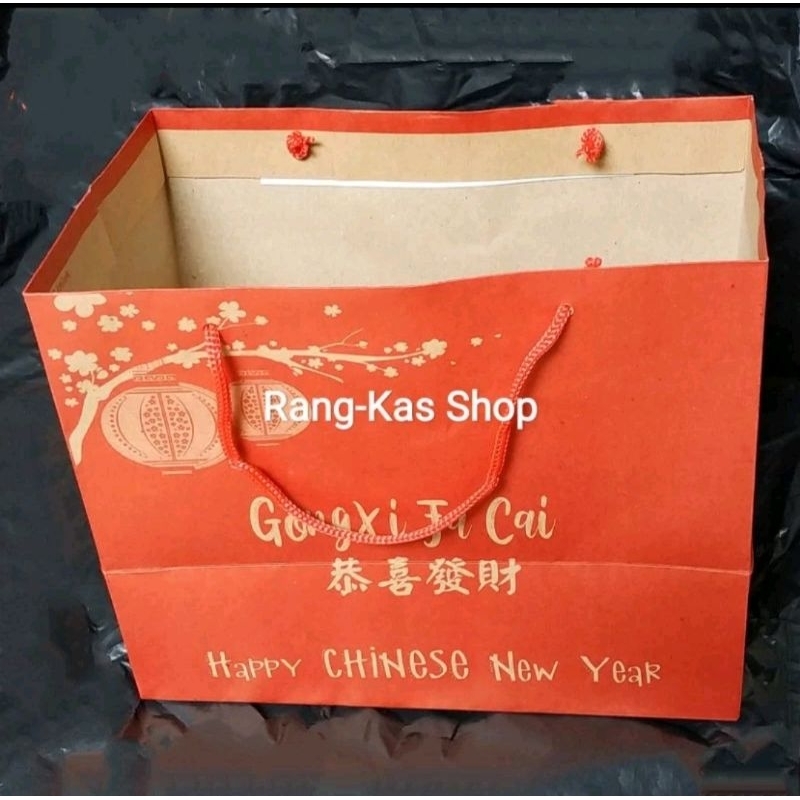 Rang-Kas Shop
GongXi Fa Cai
恭喜發財
Happy CHiNese New Year